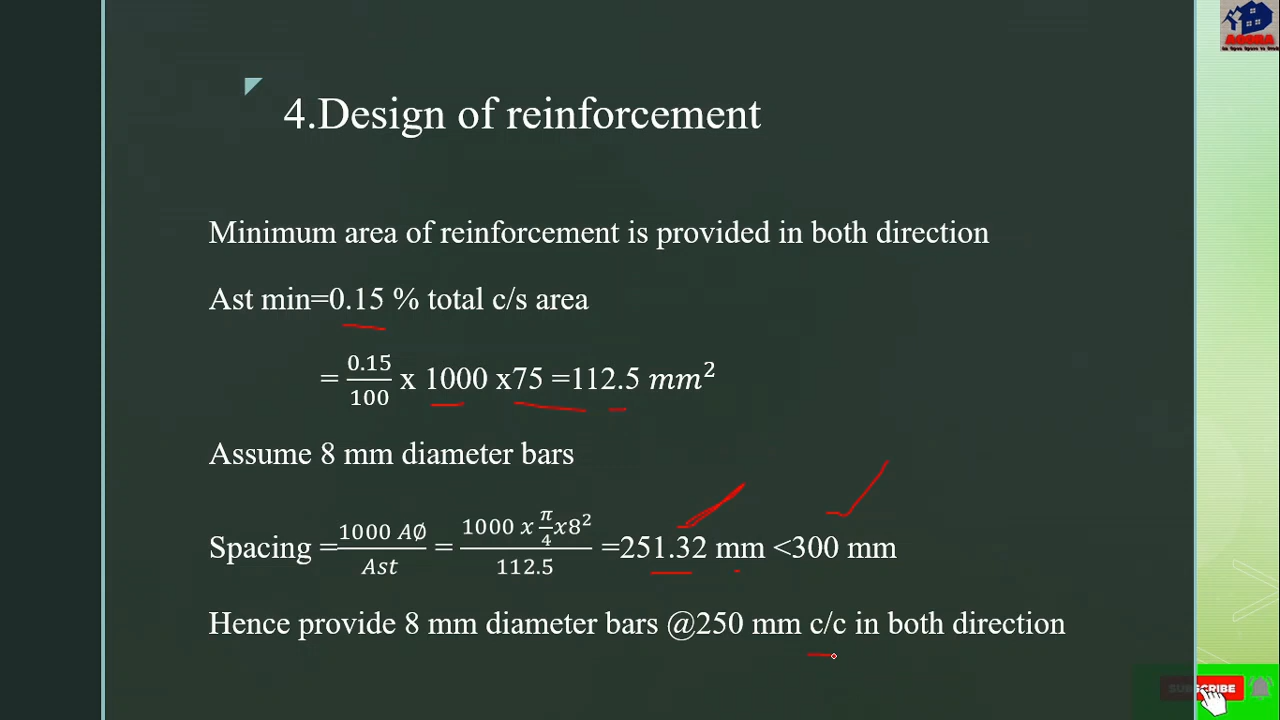 AGORA
4.Design of reinforcement
Minimum area of reinforcement is provided in both direction
Ast min=0.15 % total c/s area
= 0.15/100 x 1000 x75 =112.5 mm²
Assume 8 mm diameter bars
Spacing =1000 AØ/Ast = 1000 x π/4 x8²/112.5 =251.32 mm <300 mm
Hence provide 8 mm diameter bars @250 mm c/c in both direction
SUBSCRIBE